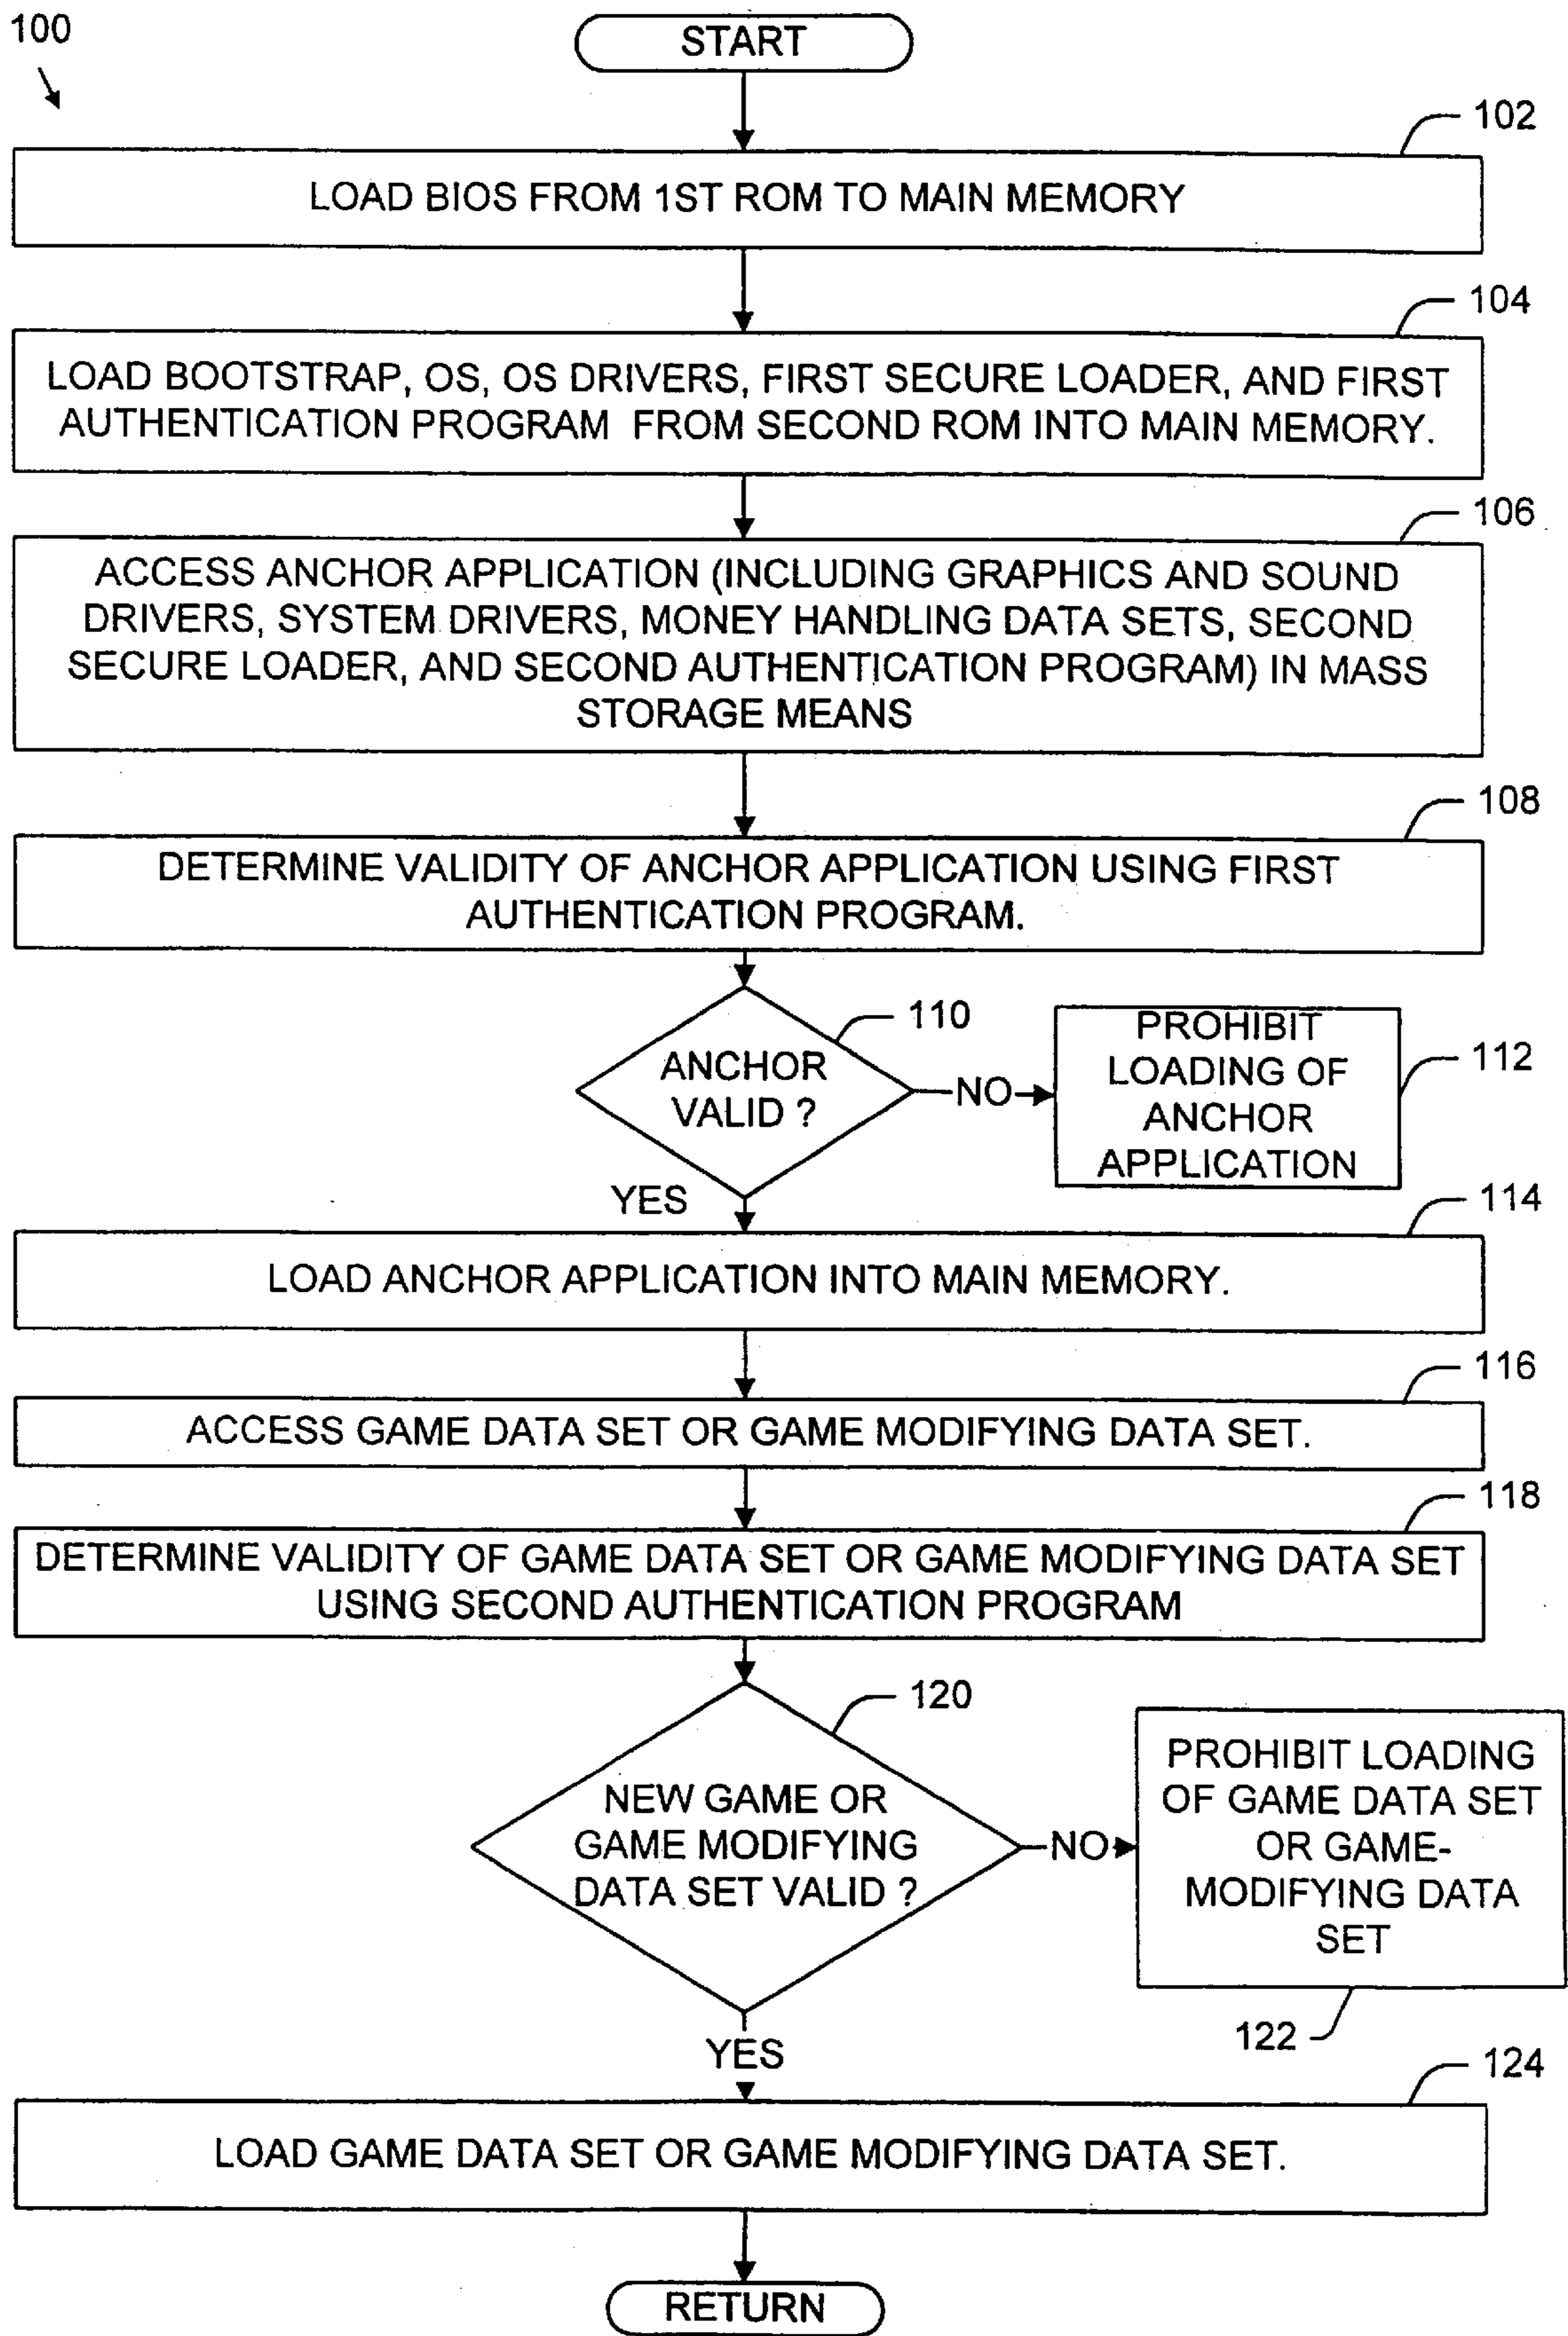 100
START
102
LOAD BIOS FROM 1ST ROM TO MAIN MEMORY
104
LOAD BOOTSTRAP, OS, OS DRIVERS, FIRST SECURE LOADER, AND FIRST
AUTHENTICATION PROGRAM FROM SECOND ROM INTO MAIN MEMORY.
106
ACCESS ANCHOR APPLICATION (INCLUDING GRAPHICS AND SOUND
DRIVERS, SYSTEM DRIVERS, MONEY HANDLING DATA SETS, SECOND
SECURE LOADER, AND SECOND AUTHENTICATION PROGRAM) IN MASS
STORAGE MEANS
108
DETERMINE VALIDITY OF ANCHOR APPLICATION USING FIRST
AUTHENTICATION PROGRAM.
110
ANCHOR
VALID ?
NO
PROHIBIT
LOADING OF
ANCHOR
APPLICATION
112
YES
114
LOAD ANCHOR APPLICATION INTO MAIN MEMORY.
116
ACCESS GAME DATA SET OR GAME MODIFYING DATA SET.
118
DETERMINE VALIDITY OF GAME DATA SET OR GAME MODIFYING DATA SET
USING SECOND AUTHENTICATION PROGRAM
120
NEW GAME OR
GAME MODIFYING
DATA SET VALID ?
NO
PROHIBIT LOADING
OF GAME DATA SET
OR GAME-
MODIFYING DATA
SET
122
YES
124
LOAD GAME DATA SET OR GAME MODIFYING DATA SET.
RETURN